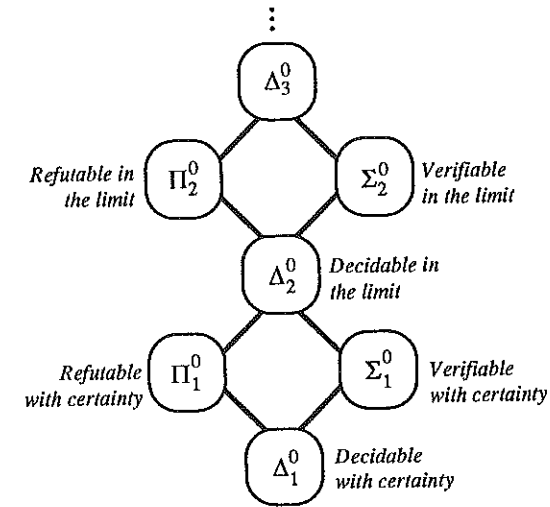 ⋮
Δ⁰₃
Refutable in
the limit
Π⁰₂
Σ⁰₂
Verifiable
in the limit
Δ⁰₂
Decidable in
the limit
Refutable
with certainty
Π⁰₁
Σ⁰₁
Verifiable
with certainty
Δ⁰₁
Decidable
with certainty